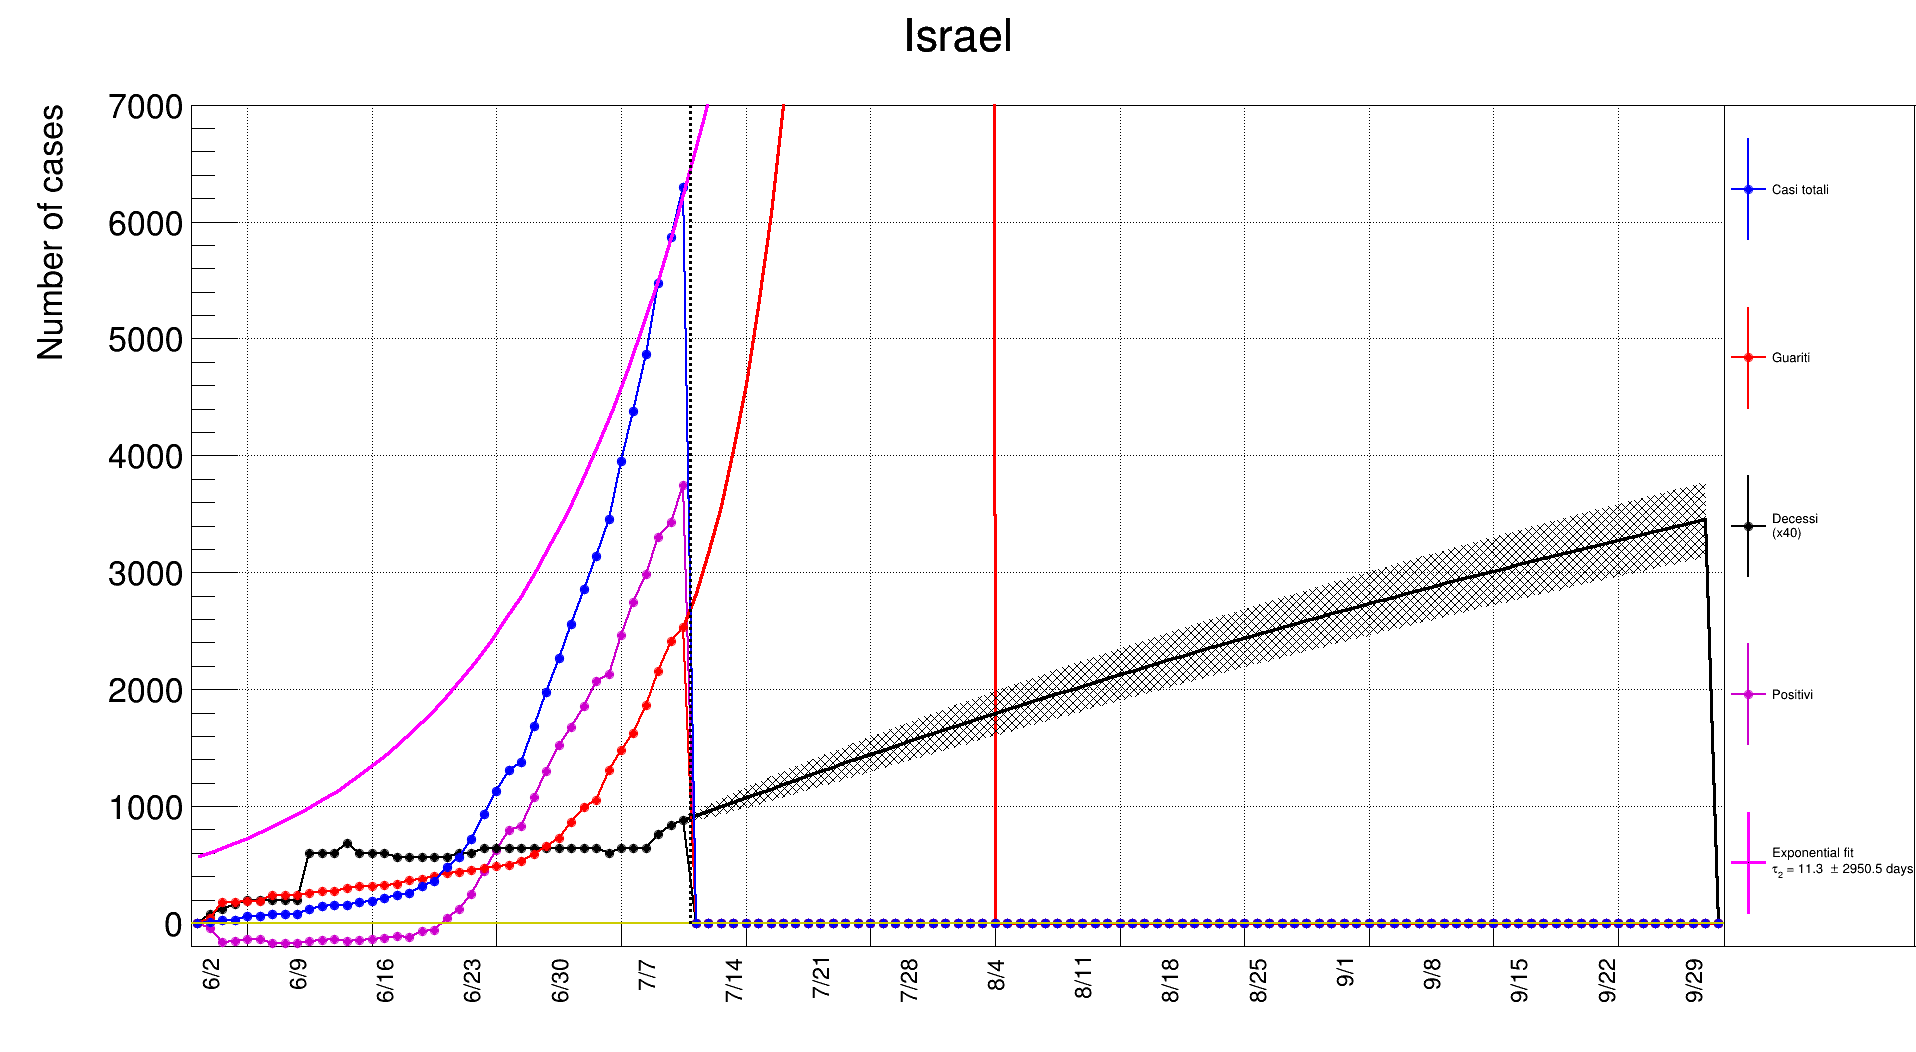 Israel
Number of cases
7000
6000
5000
4000
3000
2000
1000
0
6/2
6/9
6/16
6/23
6/30
7/7
7/14
7/21
7/28
8/4
8/11
8/18
8/25
9/1
9/8
9/15
9/22
9/29
Casi totali
Guariti
Decessi
(x40)
Positivi
Exponential fit
τ2 = 11.3 ± 2950.5 days